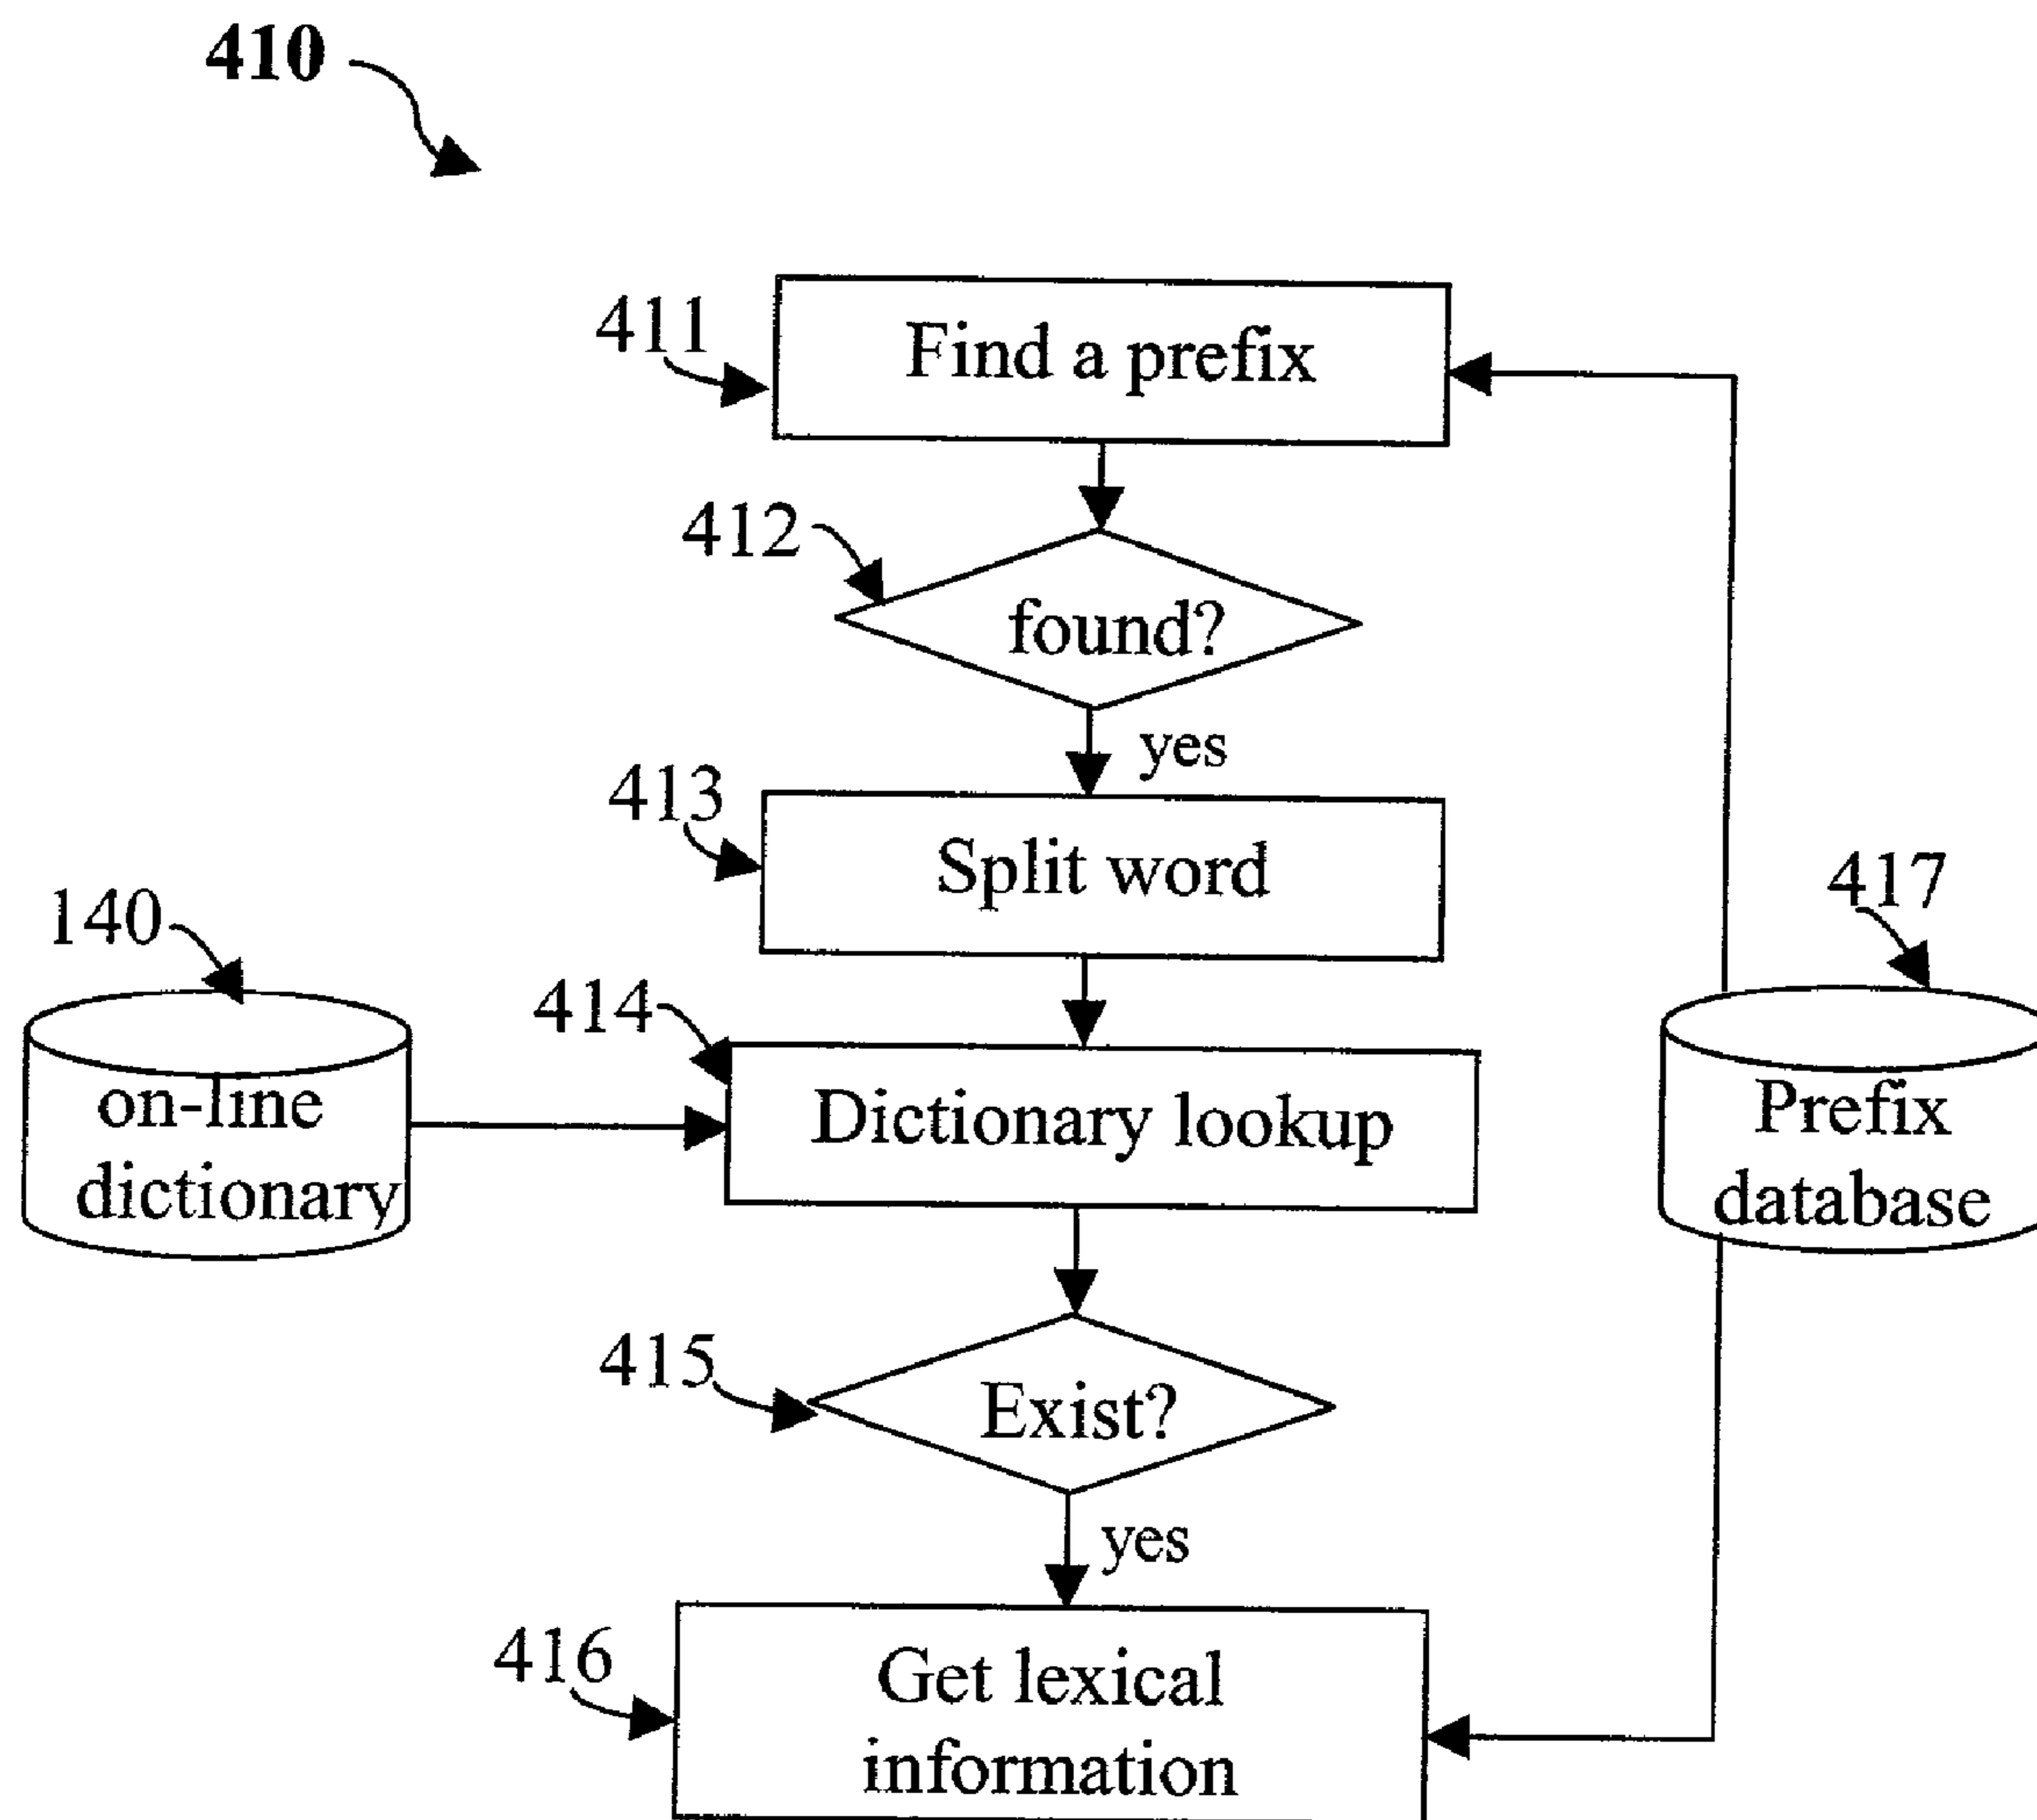 410
411
Find a prefix
412
found?
yes
413
Split word
417
140
414
on-line
dictionary
Dictionary lookup
Prefix
database
415
Exist?
yes
416
Get lexical
information